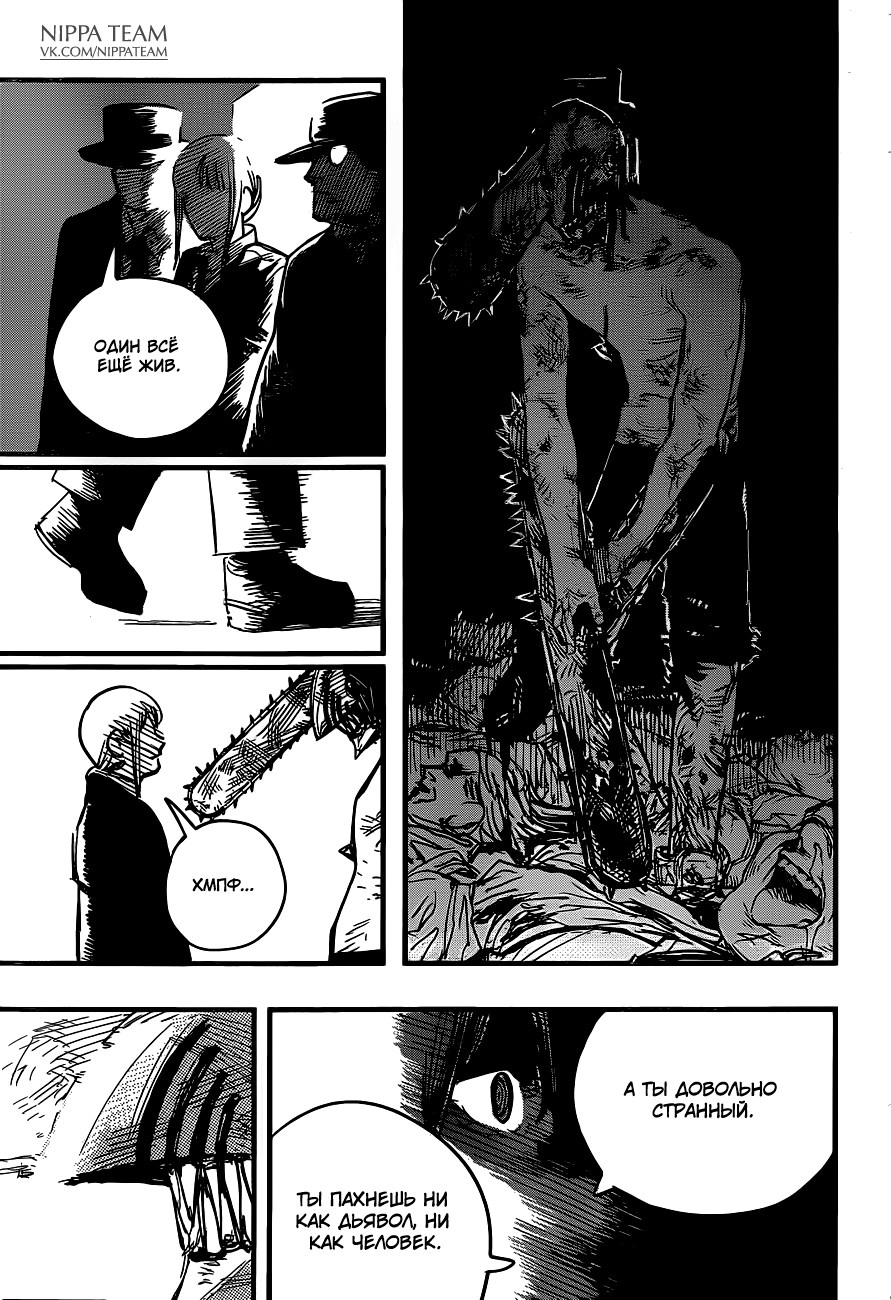 NIPPA TEAM
VK.COM/NIPPATEAM
ОДИН ВСЁ
ЕЩЁ ЖИВ.
ХМПФ...
А ТЫ ДОВОЛЬНО
СТРАННЫЙ.
ТЫ ПАХНЕШЬ НИ
КАК ДЬЯВОЛ, НИ
КАК ЧЕЛОВЕК.